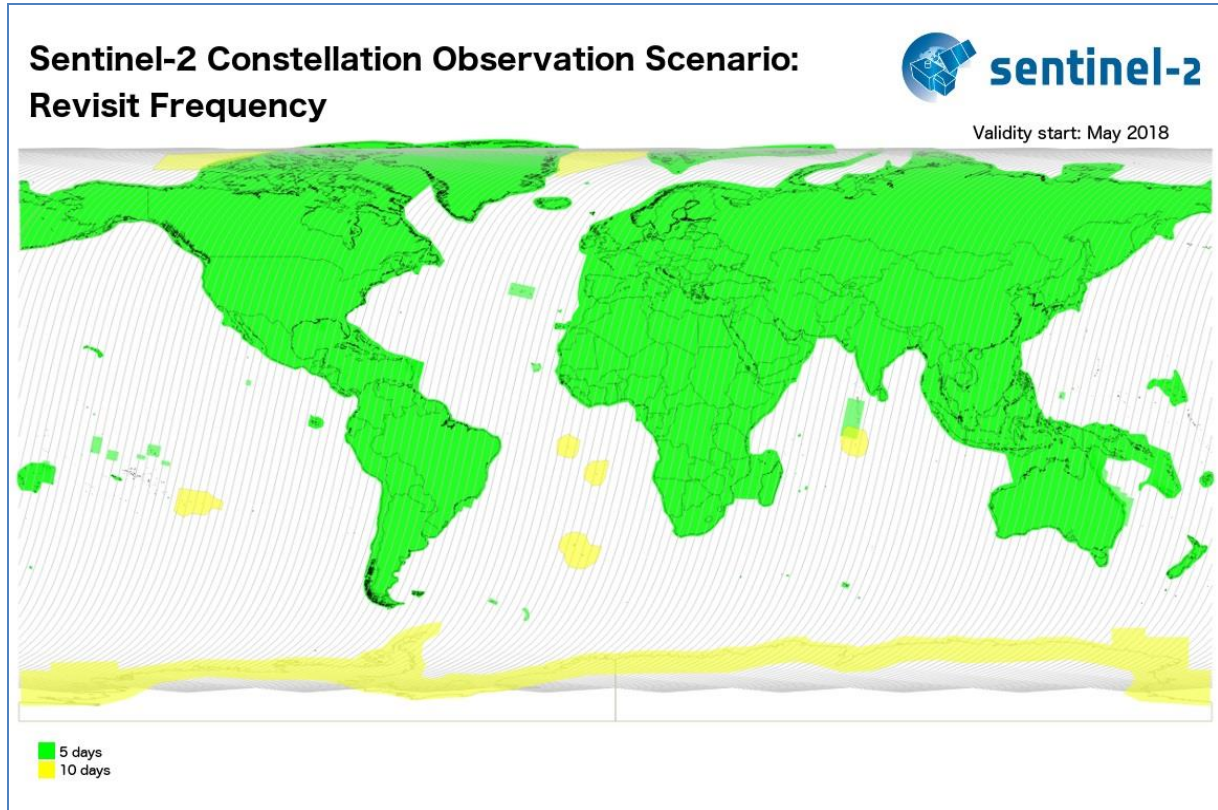 Sentinel-2 Constellation Observation Scenario:
Revisit Frequency
sentinel-2
Validity start: May 2018
5 days
10 days